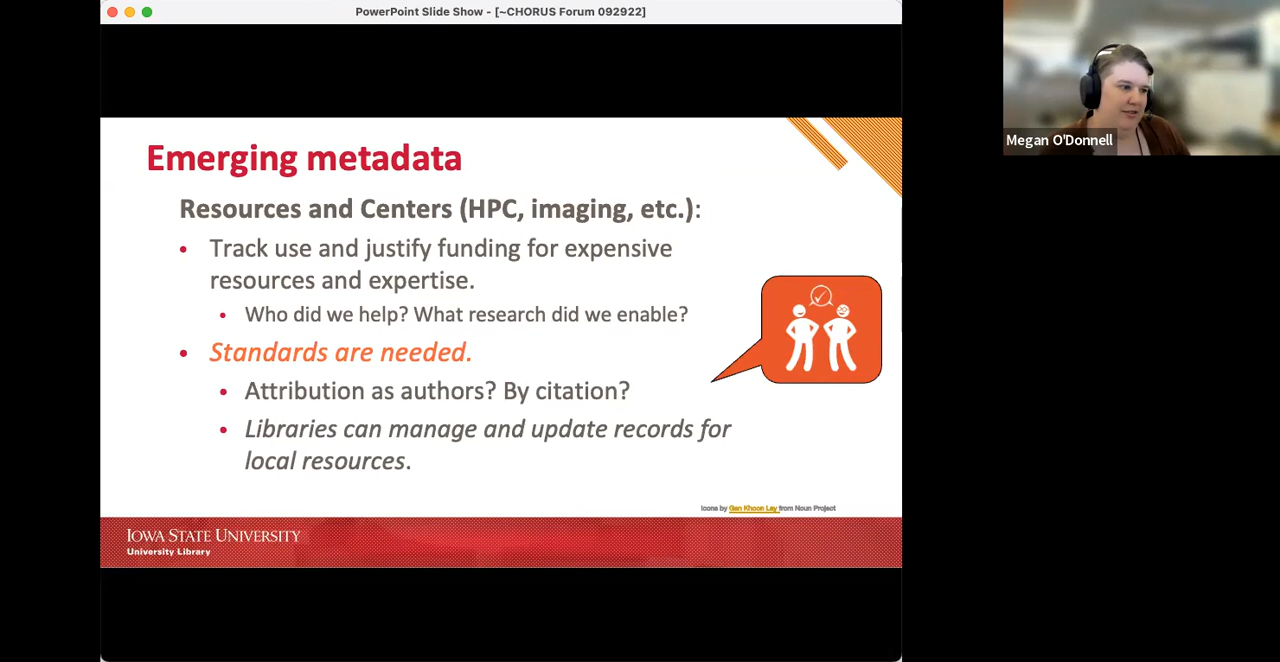 PowerPoint Slide Show - [~CHORUS Forum 092922]
Megan O'Donnell
Emerging metadata
Resources and Centers (HPC, imaging, etc.):
• Track use and justify funding for expensive
resources and expertise.
• Who did we help? What research did we enable?
• Standards are needed.
• Attribution as authors? By citation?
• Libraries can manage and update records for
local resources.
Icons by Gan Khoon Lay from Noun Project
IOWA STATE UNIVERSITY
University Library